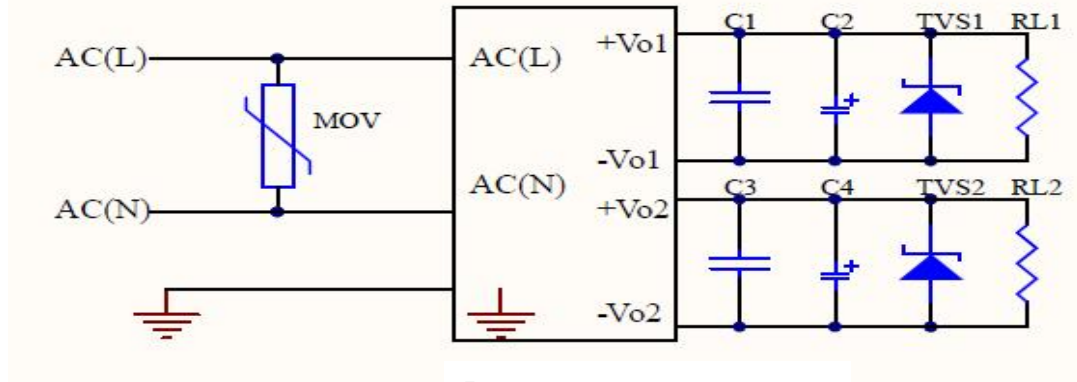 C1 C2 TVS1 RL1
AC(L) AC(L) +Vo1
MOV
-Vo1
AC(N) C3 C4 TVS2 RL2
AC(N) +Vo2
-Vo2